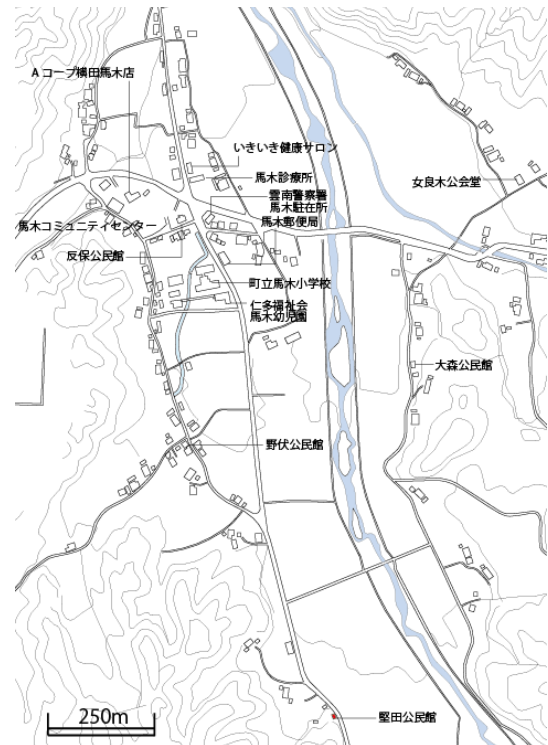 Aコープ横田馬木店
いきいき健康サロン
馬木診療所
女良木公会堂
雲南警察署
馬木駐在所
馬木コミュニティセンター
馬木郵便局
反保公民館
町立馬木小学校
仁多福祉会
馬木幼児園
大森公民館
野伏公民館
堅田公民館
250m